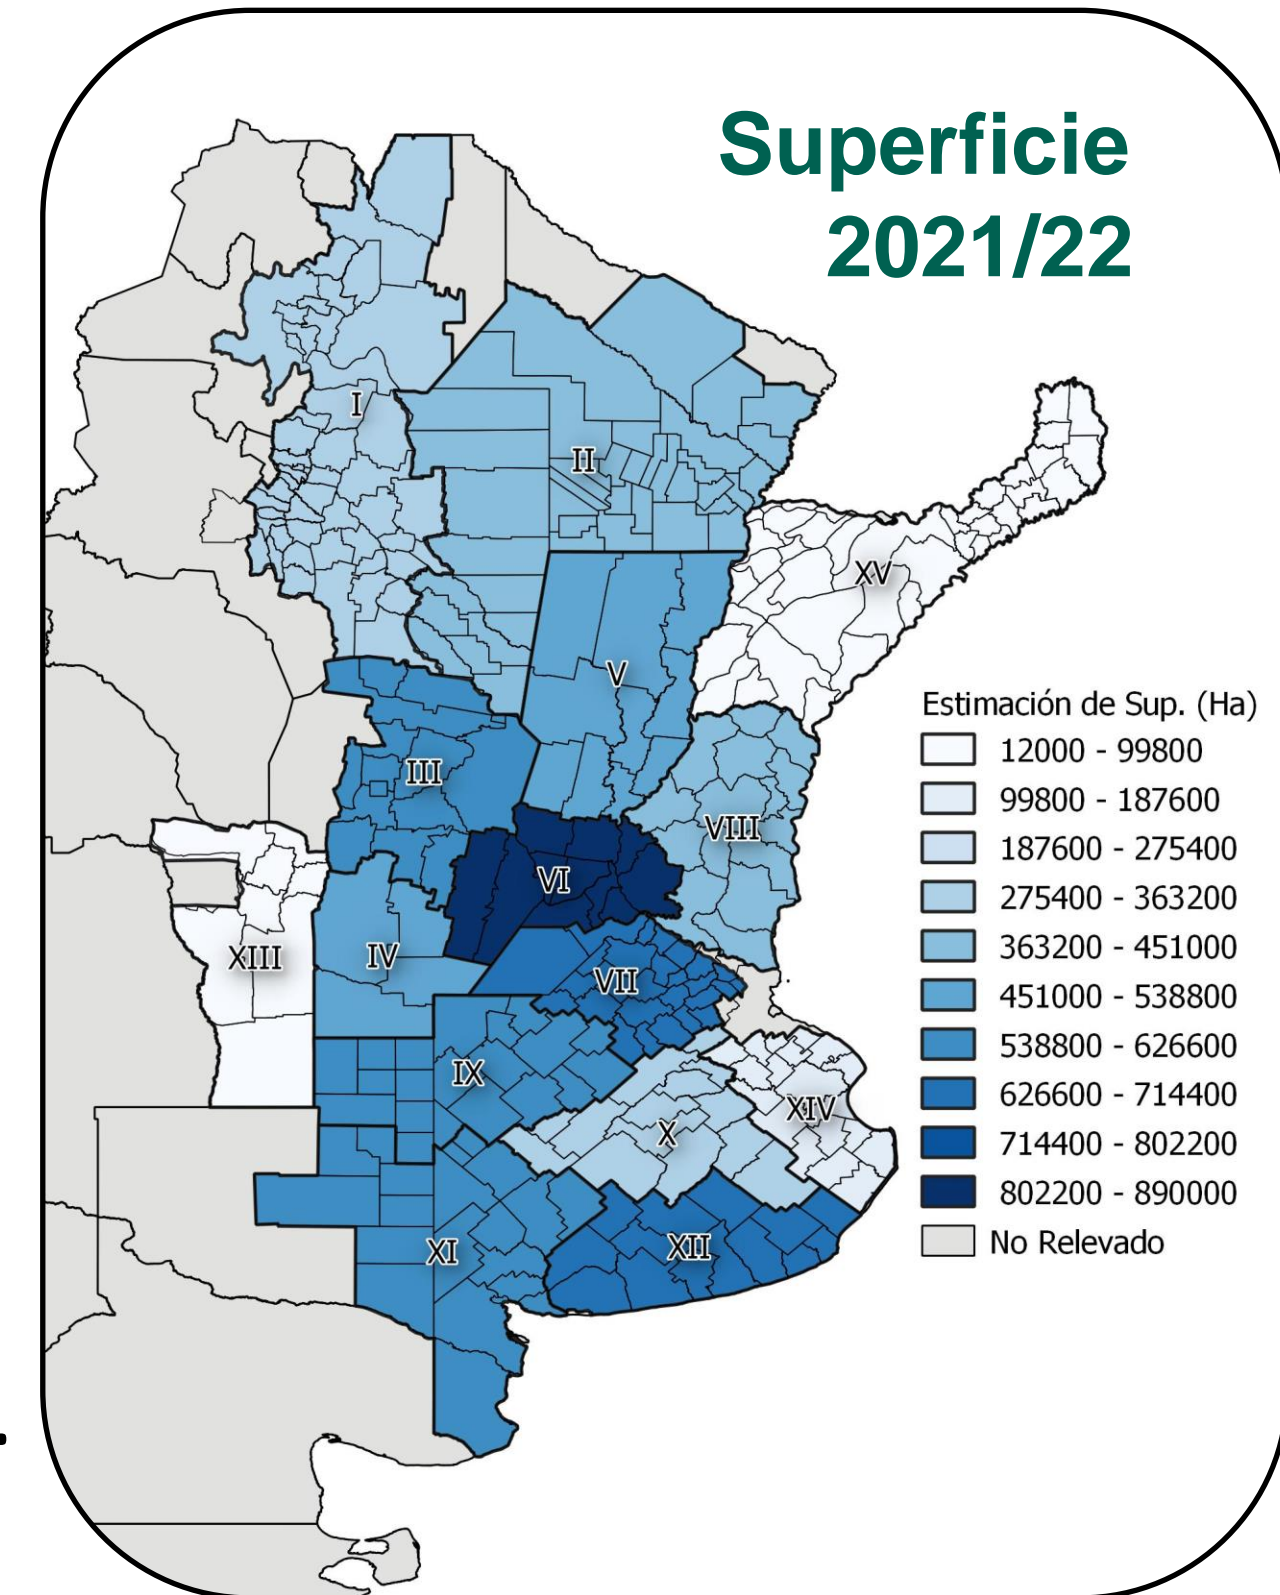 Superficie
2021/22
I
II
XV
V
III
VIII
VI
XIII
IV
VII
IX
XIV
X
XII
XI
Estimación de Sup. (Ha)
12000 - 99800
99800 - 187600
187600 - 275400
275400 - 363200
363200 - 451000
451000 - 538800
538800 - 626600
626600 - 714400
714400 - 802200
802200 - 890000
No Relevado